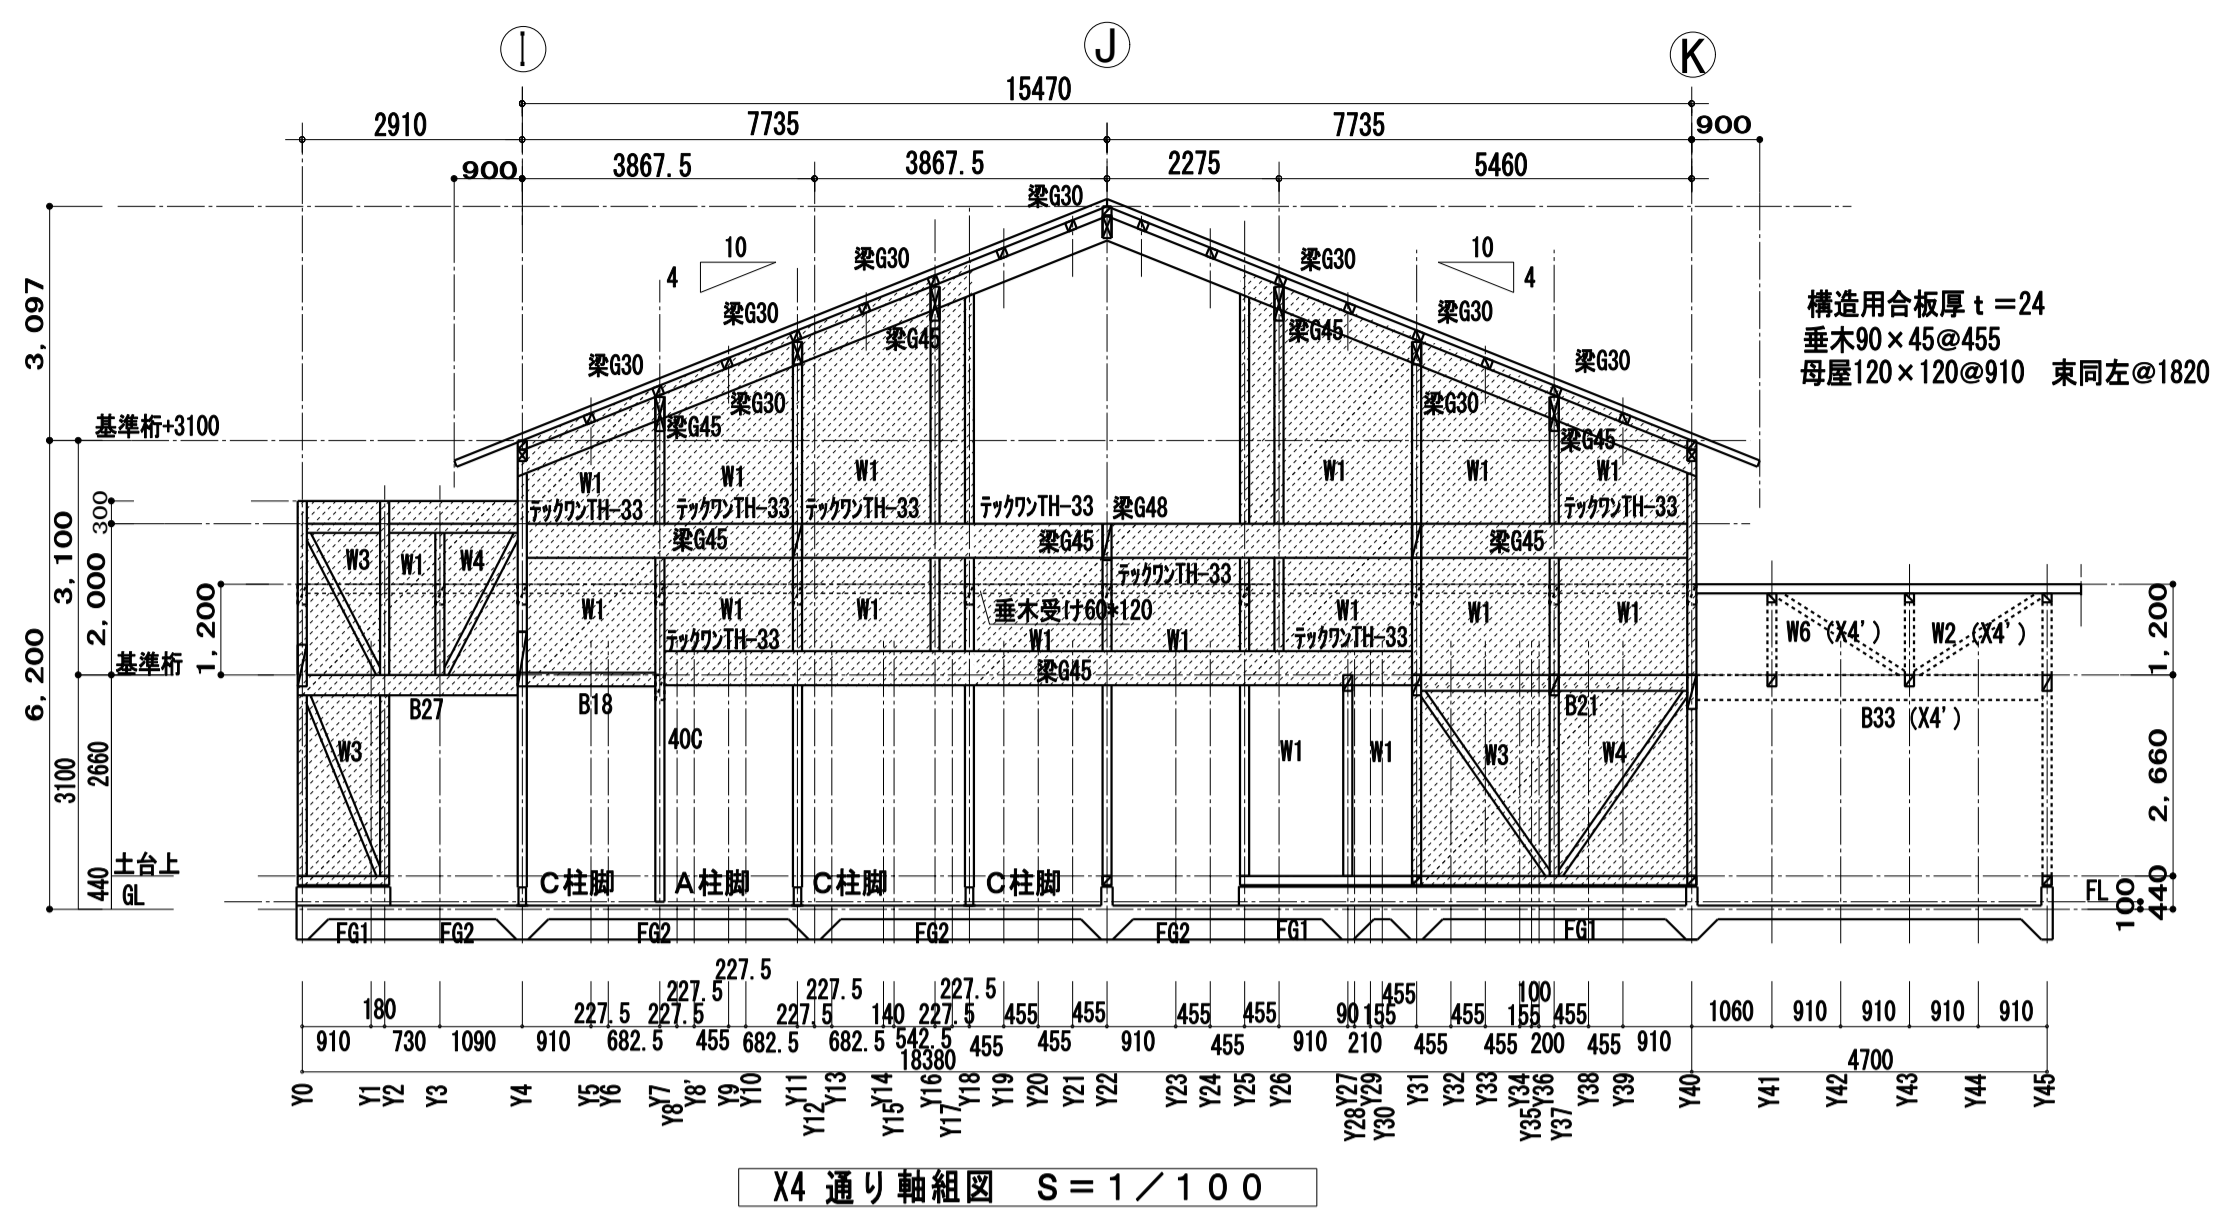 I J K
15470
2910 7735 7735 900
900 3867.5 3867.5 2275 5460
梁G30
10 10
4 4
梁G30 梁G30
梁G30 梁G30
梁G45 梁G45
梁G30 梁G30
梁G30 梁G30
梁G45 梁G45
構造用合板厚t=24
垂木90×45@455
母屋120×120@910 束同左@1820
3,097
基準桁+3100
W1 W1 W1 W1 W1 W1
テックワンTH-33 テックワンTH-33 テックワンTH-33 テックワンTH-33 梁G48 テックワンTH-33
300
3,100
2,000
1,200
6,200
梁G45 梁G45 梁G45
W3 W1 W4
テックワンTH-33
W1 W1 W1 垂木受け60*120 W1 W1 W1
テックワンTH-33 W1 W1 テックワンTH-33
W6 (X4') W2 (X4')
1,200
基準桁
梁G45
B27 B18 B21 B33 (X4')
40C
W3 W1 W1 W3 W4
3100
2660
2,660
土台上
GL
440
C柱脚 A柱脚 C柱脚 C柱脚
FL
440
100
FG1 FG2 FG2 FG2 FG2 FG1 FG1
227.5
227.5 227.5 227.5 455 100
180 227.5 227.5 227.5 140 227.5 455 455 455 455 90 155 455 155 455 1060 910 910 910 910
910 730 1090 910 682.5 455 682.5 682.5 542.5 455 455 910 455 910 210 455 455 200 455 910
18380 4700
Y0 Y1 Y2 Y3 Y4 Y5 Y6 Y7 Y8' Y9 Y10 Y11 Y13 Y14 Y16 Y18 Y19 Y20 Y21 Y22 Y23 Y24 Y25 Y26 Y27 Y29 Y31 Y32 Y33 Y34 Y36 Y38 Y39 Y40 Y41 Y42 Y43 Y44 Y45
Y8 Y12 Y15 Y17 Y28 Y30 Y35 Y37
X4 通り軸組図 S=1/100